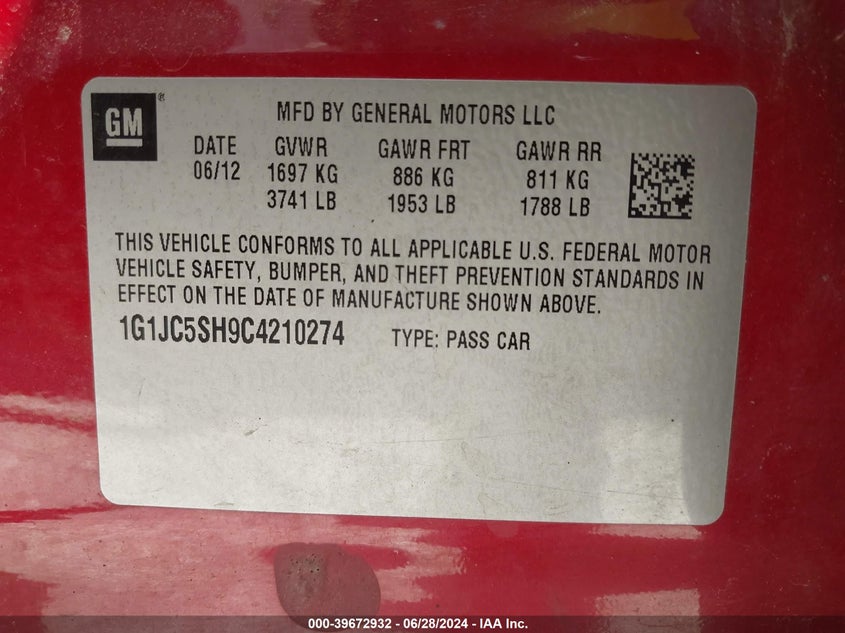 GM®
MFD BY GENERAL MOTORS LLC
DATE GVWR GAWR FRT GAWR RR
06/12 1697 KG 886 KG 811 KG
3741 LB 1953 LB 1788 LB
THIS VEHICLE CONFORMS TO ALL APPLICABLE U.S. FEDERAL MOTOR
VEHICLE SAFETY, BUMPER, AND THEFT PREVENTION STANDARDS IN
EFFECT ON THE DATE OF MANUFACTURE SHOWN ABOVE.
1G1JC5SH9C4210274 TYPE: PASS CAR
000-39672932 - 06/28/2024 - IAA Inc.